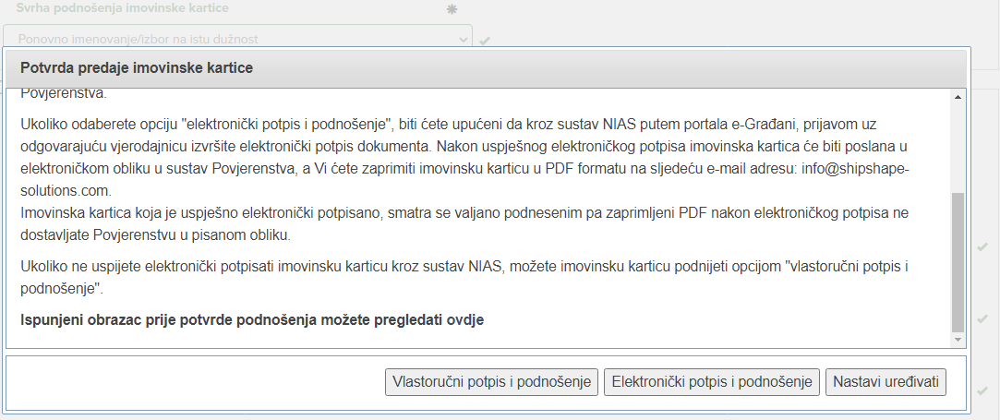 Svrha podnošenja imovinske kartice
Ponovno imenovanje/izbor na istu dužnost
Potvrda predaje imovinske kartice
Povjerenstva.
Ukoliko odaberete opciju "elektronički potpis i podnošenje", biti ćete upućeni da kroz sustav NIAS putem portala e-Građani, prijavom uz
odgovarajuću vjerodajnicu izvršite elektronički potpis dokumenta. Nakon uspješnog elektroničkog potpisa imovinska kartica će biti poslana u
elektroničkom obliku u sustav Povjerenstva, a Vi ćete zaprimiti imovinsku karticu u PDF formatu na sljedeću e-mail adresu: info@shipshape-
solutions.com.
Imovinska kartica koja je uspješno elektronički potpisano, smatra se valjano podnesenim pa zaprimljeni PDF nakon elektroničkog potpisa ne
dostavljate Povjerenstvu u pisanom obliku.
Ukoliko ne uspijete elektronički potpisati imovinsku karticu kroz sustav NIAS, možete imovinsku karticu podnijeti opcijom "vlastoručni potpis i
podnošenje".
Ispunjeni obrazac prije potvrde podnošenja možete pregledati ovdje
Vlastoručni potpis i podnošenje Elektronički potpis i podnošenje Nastavi uređivati